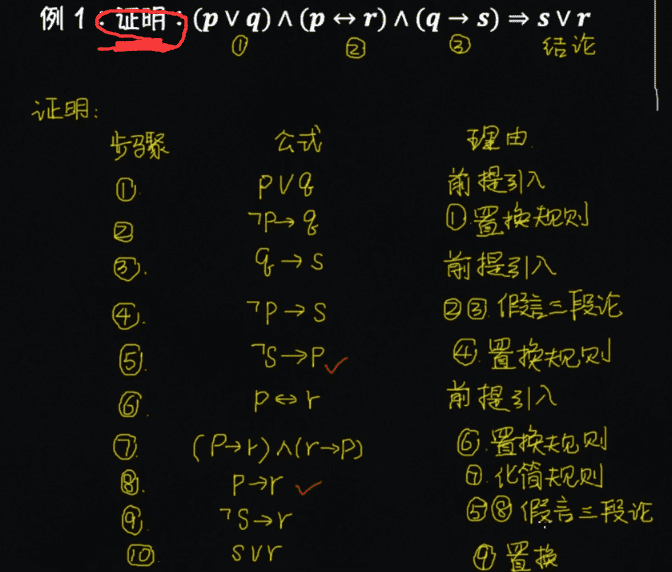 例 1：证明：(p ∨ q) ∧ (p ↔ r) ∧ (q → s) ⇒ s ∨ r
① ② ③ 结论
证明:
步骤 公式 理由
① p∨q 前提引入
② ¬p→q ①置换规则
③. q→s 前提引入
④. ¬p→s ②③.假言三段论
⑤. ¬s→p ④.置换规则
⑥. p↔r 前提引入
⑦. (p→r)∧(r→p) ⑥.置换规则
⑧. p→r ⑦.化简规则
⑨. ¬s→r ⑤⑧假言三段论
⑩. s∨r ⑨置换